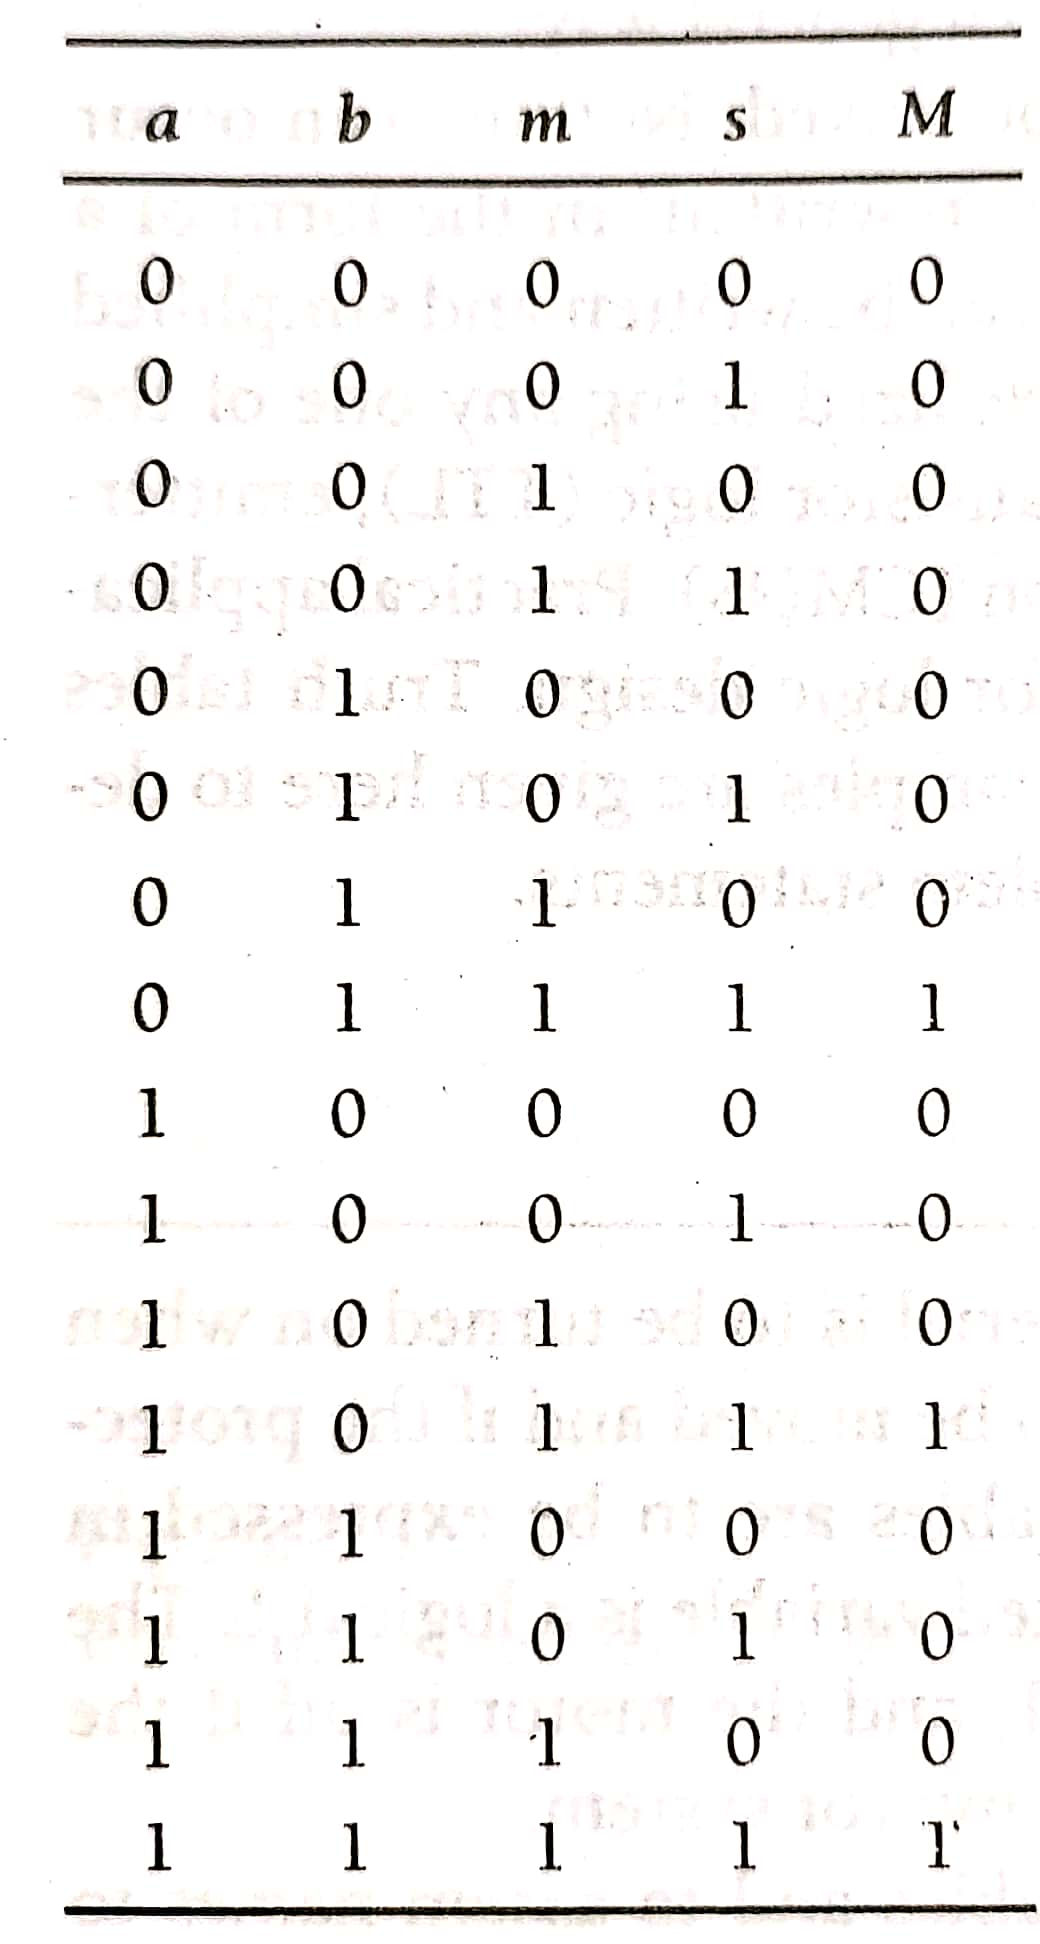 a b m s M
0 0 0 0 0
0 0 0 1 0
0 0 1 0 0
0 0 1 1 0
0 1 0 0 0
0 1 0 1 0
0 1 1 0 0
0 1 1 1 1
1 0 0 0 0
1 0 0 1 0
1 0 1 0 0
1 0 1 1 1
1 1 0 0 0
1 1 0 1 0
1 1 1 0 0
1 1 1 1 1